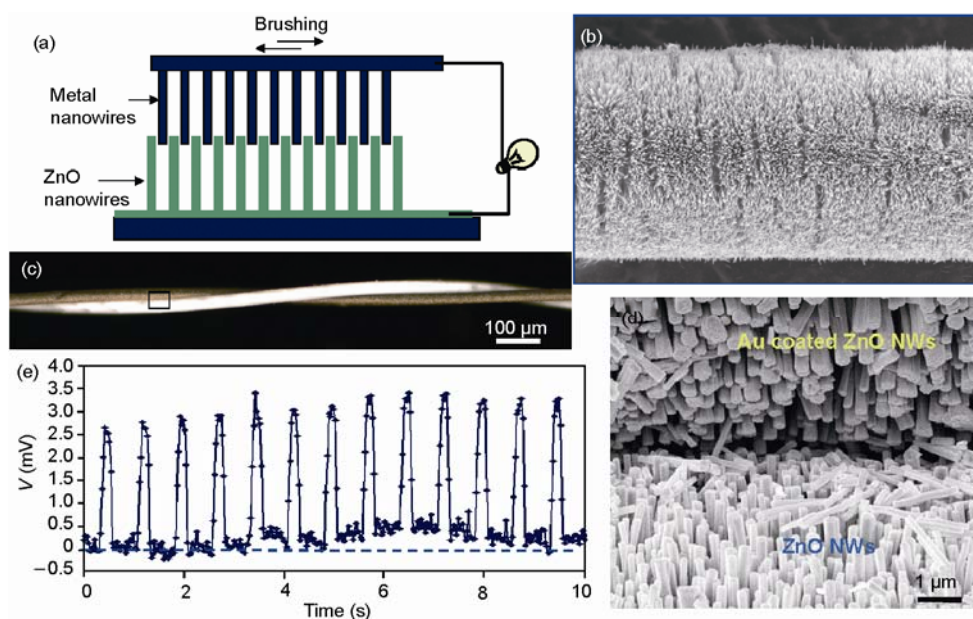 (a)
Brushing
Metal
nanowires
ZnO
nanowires
(b)
(c)
100 μm
(d)
Au coated ZnO NWs
ZnO NWs
1 μm
(e)
V (mV)
4.0
3.5
3.0
2.5
2.0
1.5
1.0
0.5
0
−0.5
0 2 4 6 8 10
Time (s)